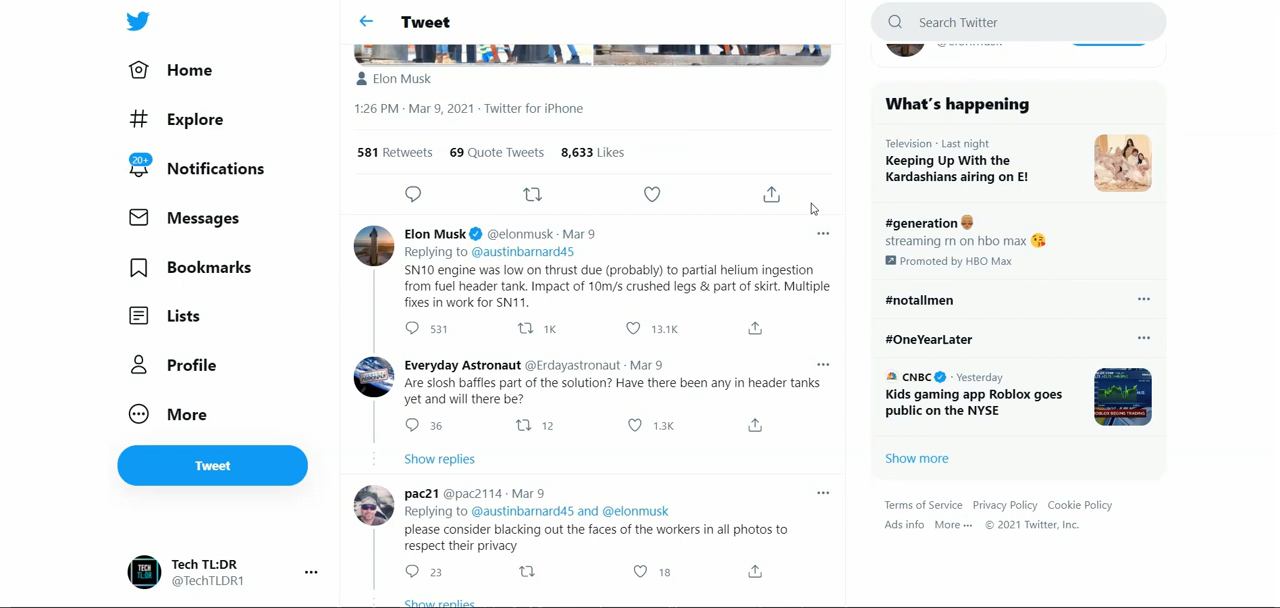 Home
Explore
20+
Notifications
Messages
Bookmarks
Lists
Profile
More
Tweet
TECH
TL:DR
Tech TL:DR
@TechTLDR1
Tweet
Elon Musk
1:26 PM · Mar 9, 2021 · Twitter for iPhone
581 Retweets 69 Quote Tweets 8,633 Likes
Elon Musk @elonmusk · Mar 9
Replying to @austinbarnard45
SN10 engine was low on thrust due (probably) to partial helium ingestion
from fuel header tank. Impact of 10m/s crushed legs & part of skirt. Multiple
fixes in work for SN11.
531 1K 13.1K
Everyday Astronaut @Erdayastronaut · Mar 9
Are slosh baffles part of the solution? Have there been any in header tanks
yet and will there be?
36 12 1.3K
Show replies
pac21 @pac2114 · Mar 9
Replying to @austinbarnard45 and @elonmusk
please consider blacking out the faces of the workers in all photos to
respect their privacy
23 18
Show replies
Search Twitter
@elonmusk
What's happening
Television · Last night
Keeping Up With the
Kardashians airing on E!
#generation
streaming rn on hbo max
Promoted by HBO Max
#notallmen
#OneYearLater
CNBC · Yesterday
Kids gaming app Roblox goes
public on the NYSE
Show more
Terms of Service Privacy Policy Cookie Policy
Ads info More ··· © 2021 Twitter, Inc.